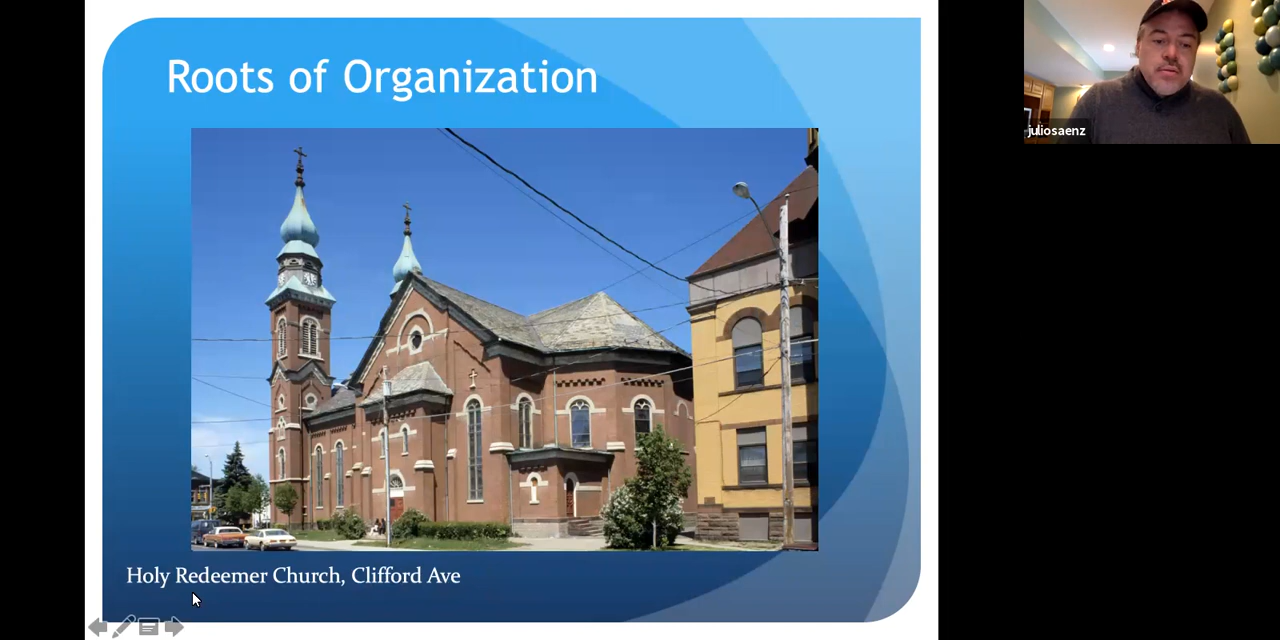 Roots of Organization
juliosaenz
Holy Redeemer Church, Clifford Ave